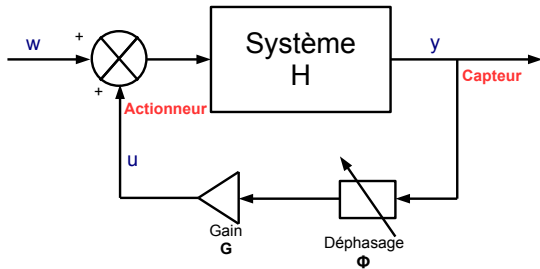 w
+
+
Système
H
y
Capteur
Actionneur
u
Gain
G
Déphasage
Φ